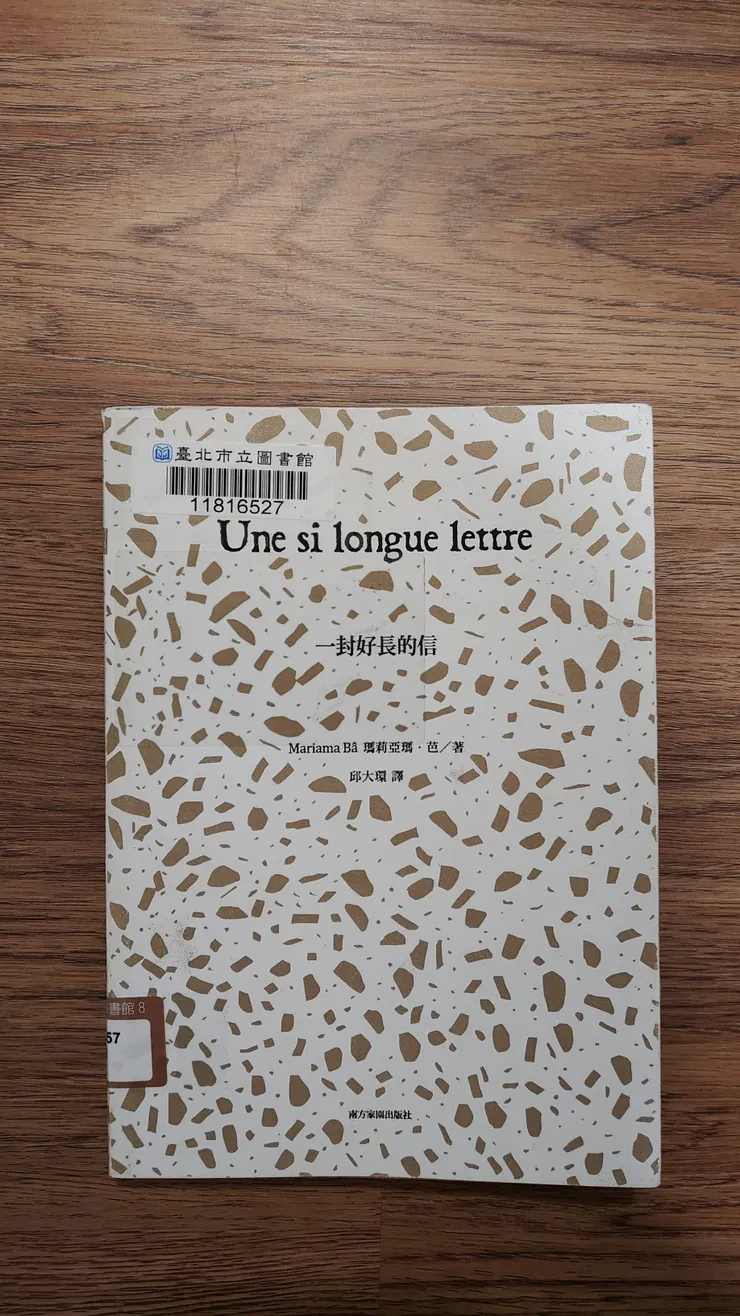 臺北市立圖書館
11816527
Une si longue lettre
一封好長的信
Mariama Bâ 瑪莉亞瑪·芭／著
邱大環 譯
書館 8
57
南方家園出版社